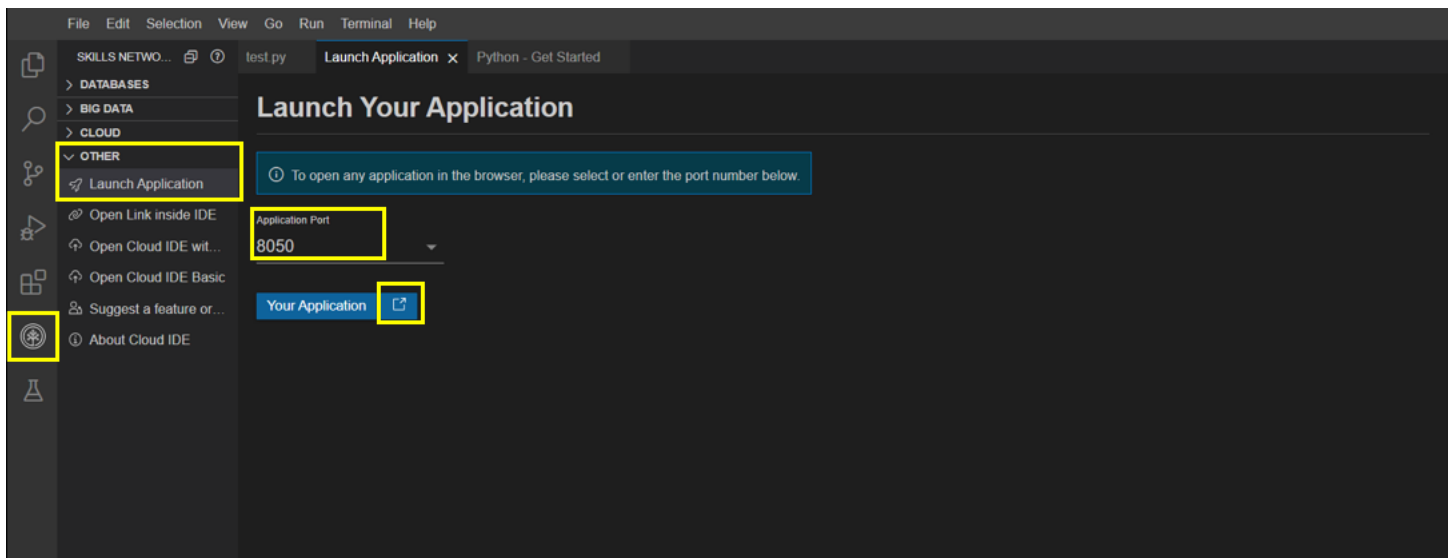 File Edit Selection View Go Run Terminal Help
SKILLS NETWO...
test.py Launch Application Python - Get Started
DATABASES
BIG DATA
CLOUD
OTHER
Launch Application
Open Link inside IDE
Open Cloud IDE wit...
Open Cloud IDE Basic
Suggest a feature or...
About Cloud IDE
Launch Your Application
To open any application in the browser, please select or enter the port number below.
Application Port
8050
Your Application